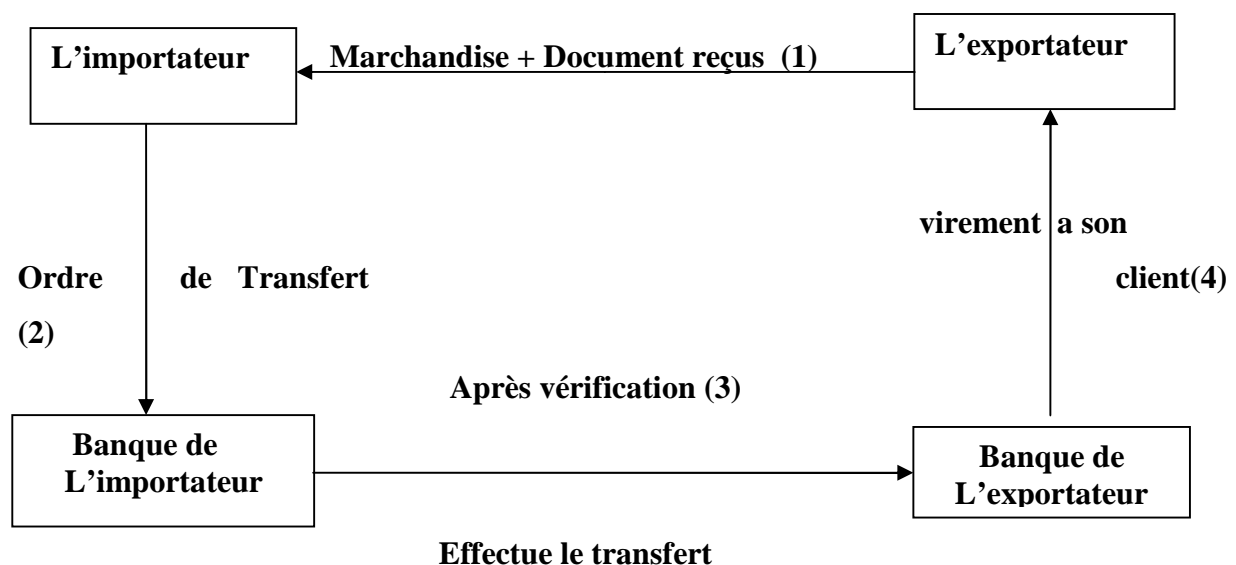 L’importateur
Marchandise + Document reçus (1)
L’exportateur
virement a son
client(4)
Ordre de Transfert
(2)
Après vérification (3)
Banque de
L’importateur
Banque de
L’exportateur
Effectue le transfert